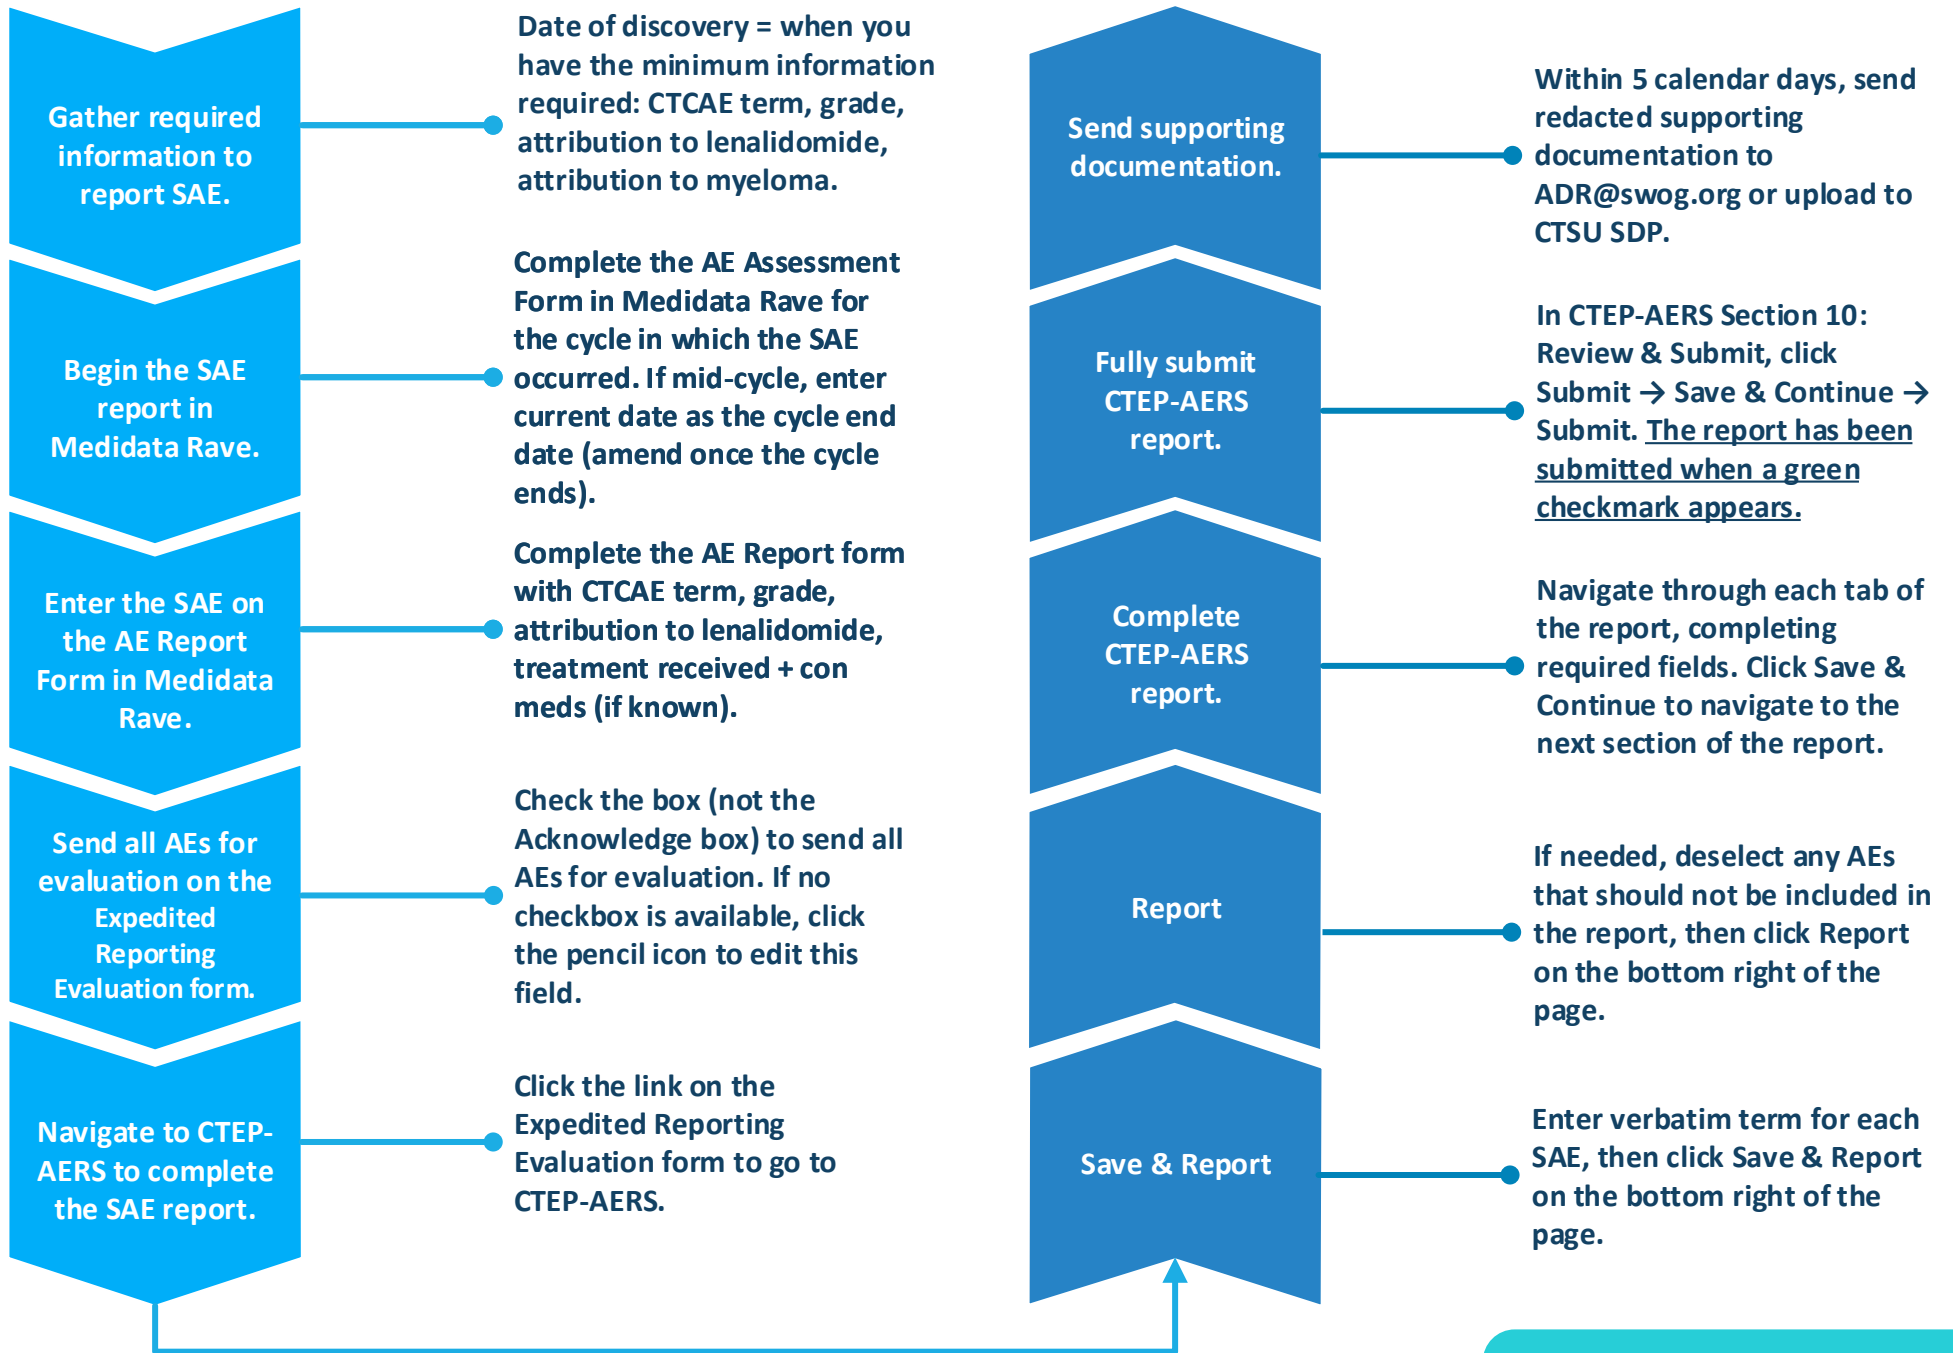 Gather required
information to
report SAE.
Date of discovery = when you
have the minimum information
required: CTCAE term, grade,
attribution to lenalidomide,
attribution to myeloma.
Begin the SAE
report in
Medidata Rave.
Complete the AE Assessment
Form in Medidata Rave for
the cycle in which the SAE
occurred. If mid-cycle, enter
current date as the cycle end
date (amend once the cycle
ends).
Enter the SAE on
the AE Report
Form in Medidata
Rave.
Complete the AE Report form
with CTCAE term, grade,
attribution to lenalidomide,
treatment received + con
meds (if known).
Send all AEs for
evaluation on the
Expedited
Reporting
Evaluation form.
Check the box (not the
Acknowledge box) to send all
AEs for evaluation. If no
checkbox is available, click
the pencil icon to edit this
field.
Navigate to CTEP-
AERS to complete
the SAE report.
Click the link on the
Expedited Reporting
Evaluation form to go to
CTEP-AERS.
Save & Report
Enter verbatim term for each
SAE, then click Save & Report
on the bottom right of the
page.
Report
If needed, deselect any AEs
that should not be included in
the report, then click Report
on the bottom right of the
page.
Complete
CTEP-AERS
report.
Navigate through each tab of
the report, completing
required fields. Click Save &
Continue to navigate to the
next section of the report.
Fully submit
CTEP-AERS
report.
In CTEP-AERS Section 10:
Review & Submit, click
Submit → Save & Continue →
Submit. The report has been
submitted when a green
checkmark appears.
Send supporting
documentation.
Within 5 calendar days, send
redacted supporting
documentation to
ADR@swog.org or upload to
CTSU SDP.